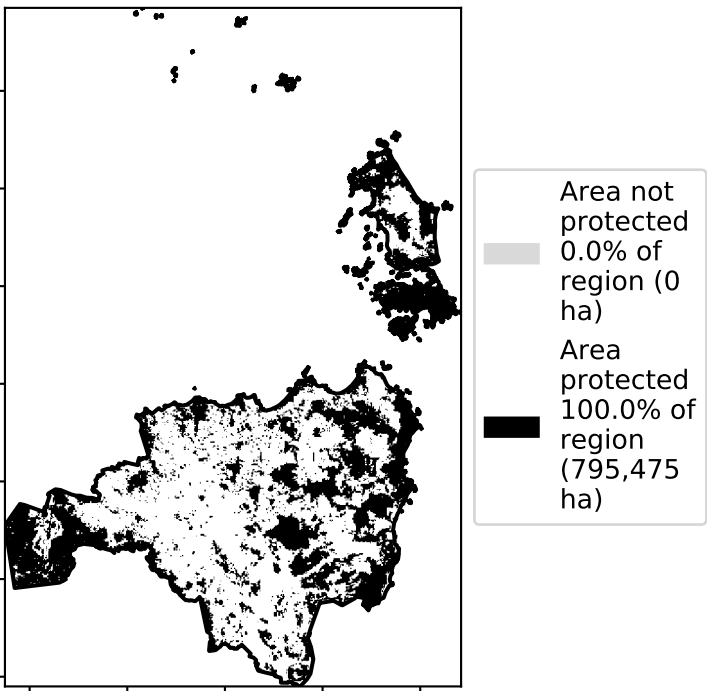 Area not
protected
0.0% of
region (0
ha)
Area
protected
100.0% of
region
(795,475
ha)